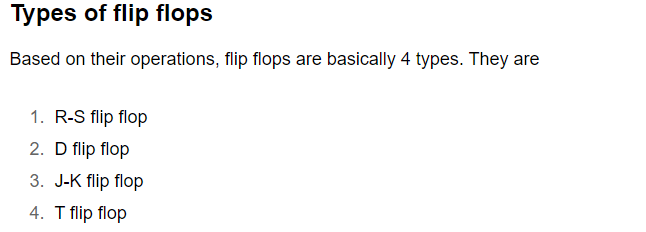 Types of flip flops
Based on their operations, flip flops are basically 4 types. They are
1. R-S flip flop
2. D flip flop
3. J-K flip flop
4. T flip flop